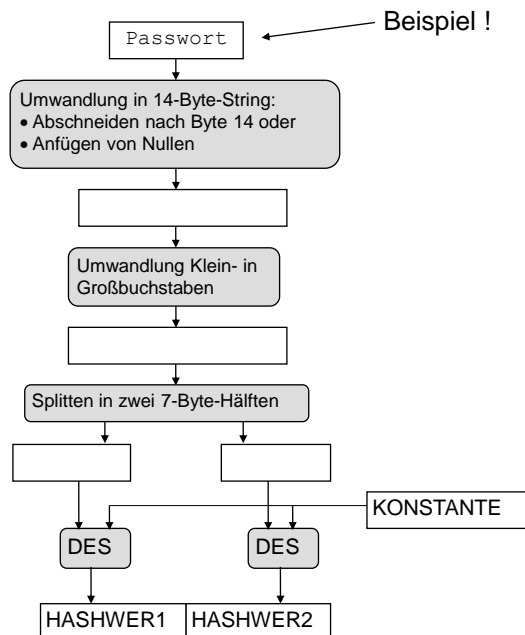 Beispiel !
Passwort
Umwandlung in 14-Byte-String:
• Abschneiden nach Byte 14 oder
• Anfügen von Nullen
Umwandlung Klein- in
Großbuchstaben
Splitten in zwei 7-Byte-Hälften
KONSTANTE
DES
DES
HASHWER1
HASHWER2